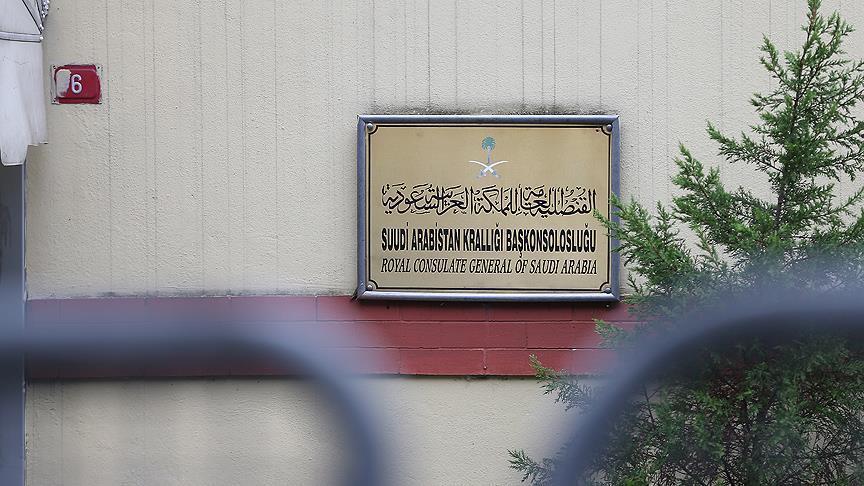 6
القنصلية العامة للمملكة العربية السعودية
SUUDİ ARABİSTAN KRALLIĞI BAŞKONSOLOSLUĞU
ROYAL CONSULATE GENERAL OF SAUDI ARABIA